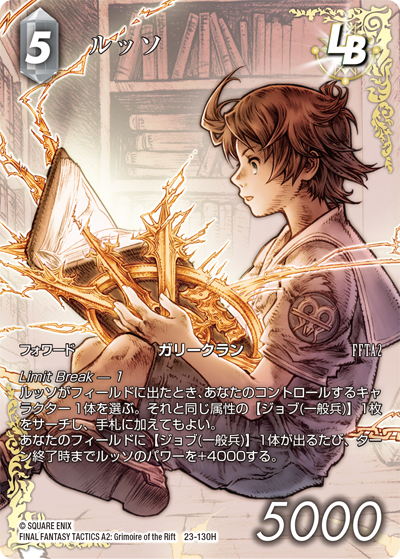 5
ルッソ
LB
フォワード ガリークラン FFTA2
Limit Break — 1
ルッソがフィールドに出たとき、あなたのコントロールするキャ
ラクター1体を選ぶ。それと同じ属性の【ジョブ(一般兵)】1枚
をサーチし、手札に加えてもよい。
あなたのフィールドに【ジョブ(一般兵)】1体が出るたび、ター
ン終了時までルッソのパワーを+4000する。
© SQUARE ENIX
FINAL FANTASY TACTICS A2: Grimoire of the Rift 23-130H
5000